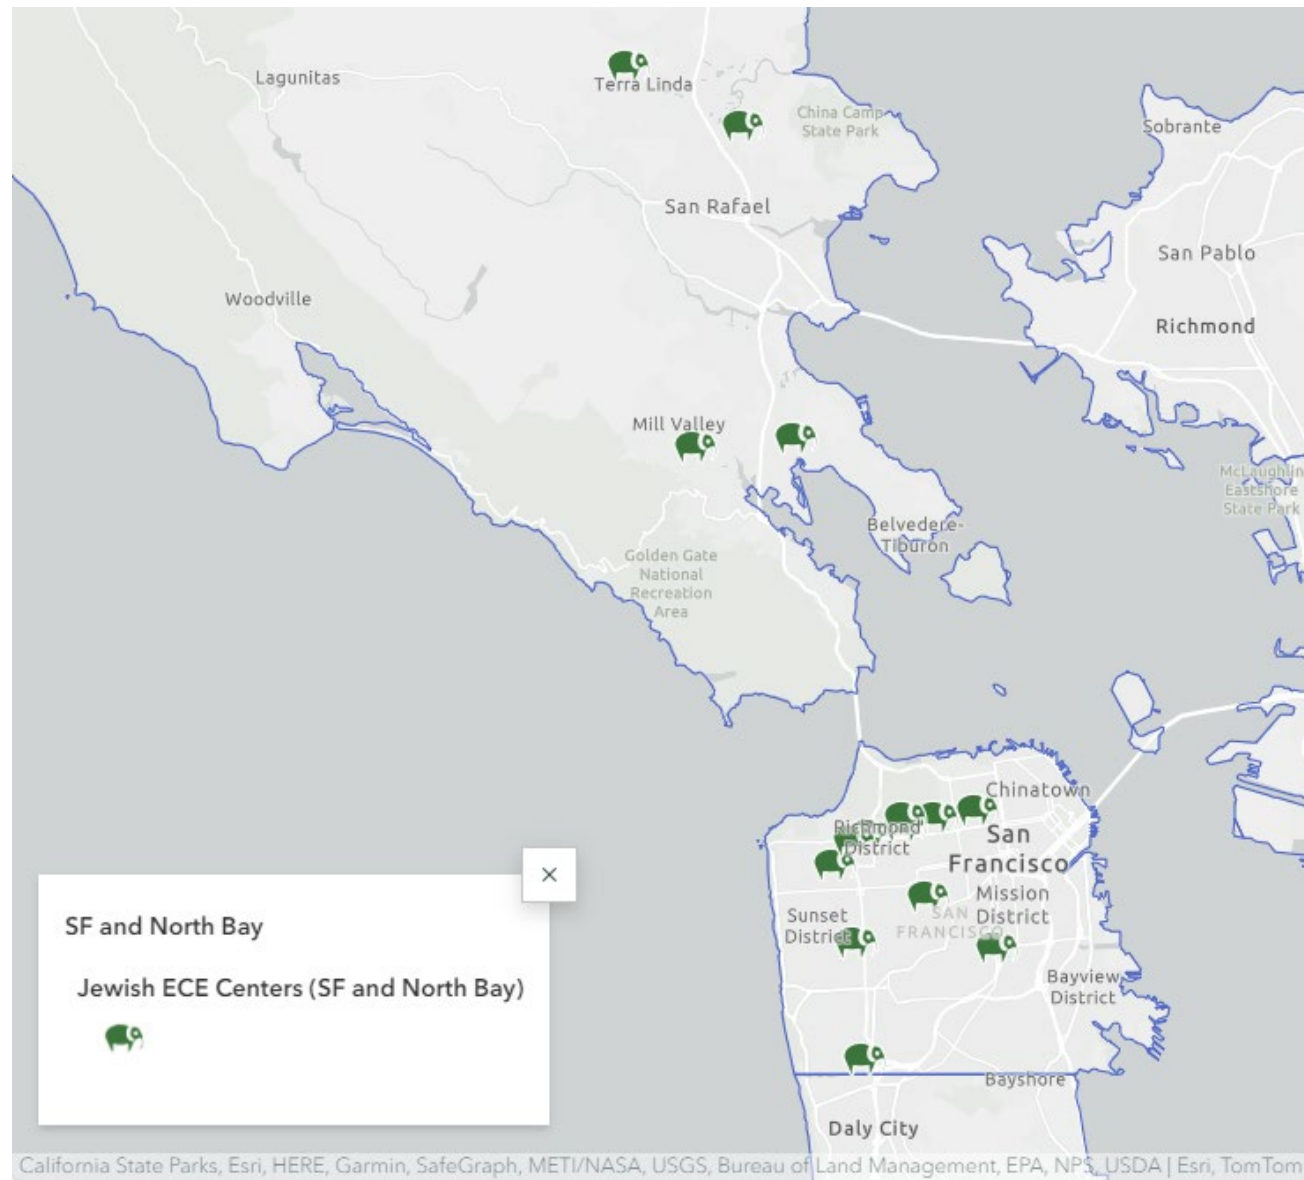 Lagunitas
Terra Linda
China Camp
State Park
Sobrante
San Rafael
San Pablo
Woodville
Richmond
Mill Valley
McLaughlin
Eastshore
State Park
Belvedere-
Tiburon
Golden Gate
National
Recreation
Area
Chinatown
Richmond
District
San
Francisco
Mission
District
Sunset
District
SAN
FRANCISCO
Bayview
District
Bayshore
Daly City
SF and North Bay
Jewish ECE Centers (SF and North Bay)
California State Parks, Esri, HERE, Garmin, SafeGraph, METI/NASA, USGS, Bureau of Land Management, EPA, NPS, USDA | Esri, TomTom